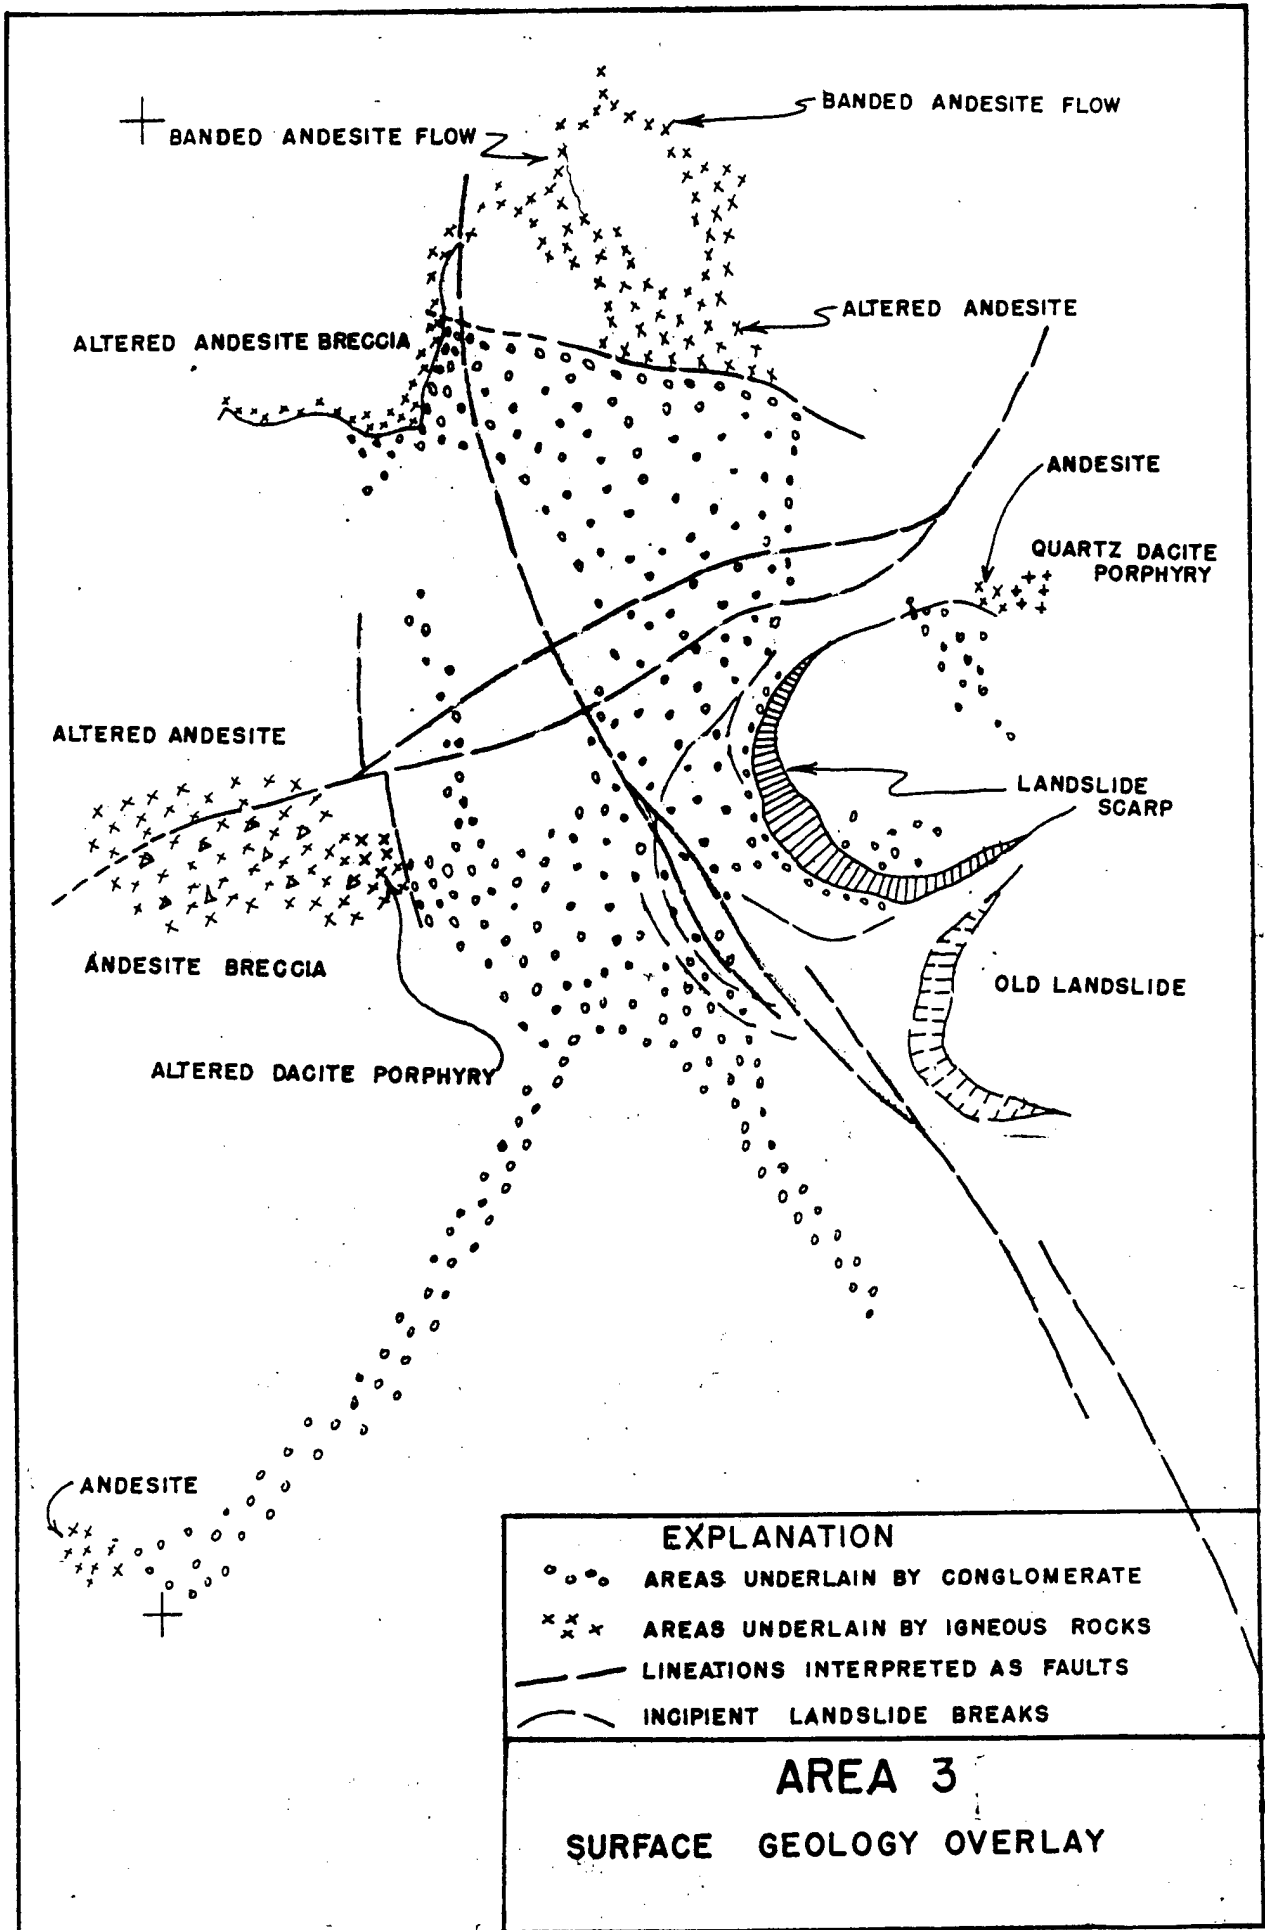 BANDED ANDESITE FLOW
BANDED ANDESITE FLOW
ALTERED ANDESITE
ALTERED ANDESITE BRECCIA
ANDESITE
QUARTZ DACITE
PORPHYRY
ALTERED ANDESITE
LANDSLIDE
SCARP
ANDESITE BRECCIA
OLD LANDSLIDE
ALTERED DACITE PORPHYRY
ANDESITE
EXPLANATION
AREAS UNDERLAIN BY CONGLOMERATE
AREAS UNDERLAIN BY IGNEOUS ROCKS
LINEATIONS INTERPRETED AS FAULTS
INCIPIENT LANDSLIDE BREAKS
AREA 3
SURFACE GEOLOGY OVERLAY